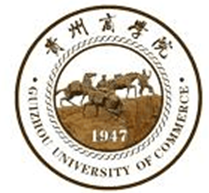 贵州商学院
1947
· GUIZHOU UNIVERSITY OF COMMERCE ·